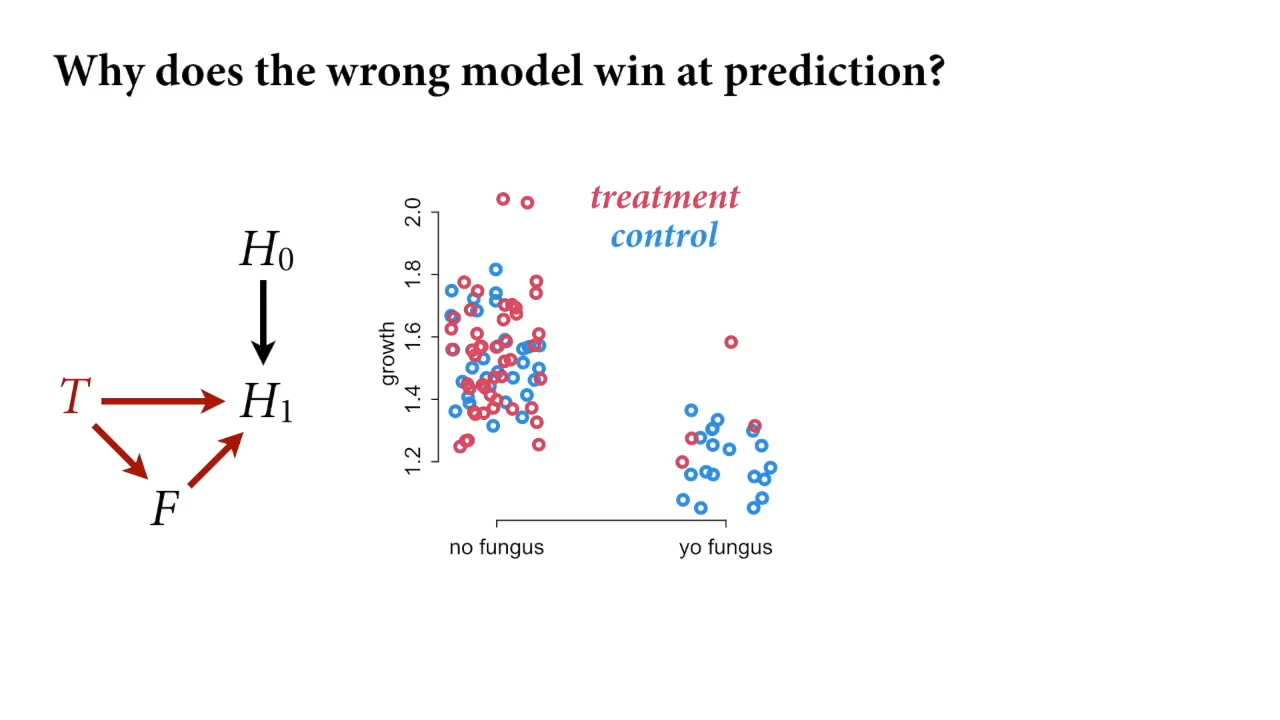 Why does the wrong model win at prediction?
H0
T
H1
F
growth
2.0
1.8
1.6
1.4
1.2
treatment
control
no fungus
yo fungus